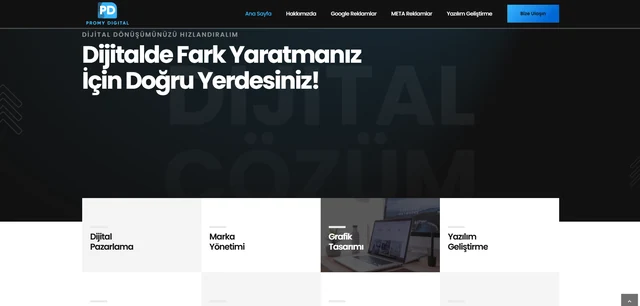 PD
PROMY DIGITAL
Ana Sayfa
Hakkımızda
Google Reklamlar
META Reklamlar
Yazılım Geliştirme
Bize Ulaşın
DİJİTAL DÖNÜŞÜMÜNÜZÜ HIZLANDIRALIM
Dijitalde Fark Yaratmanız
İçin Doğru Yerdesiniz!
DİJİTAL
ÇÖZÜM
Dijital
Pazarlama
Marka
Yönetimi
Grafik
Tasarımı
Yazılım
Geliştirme